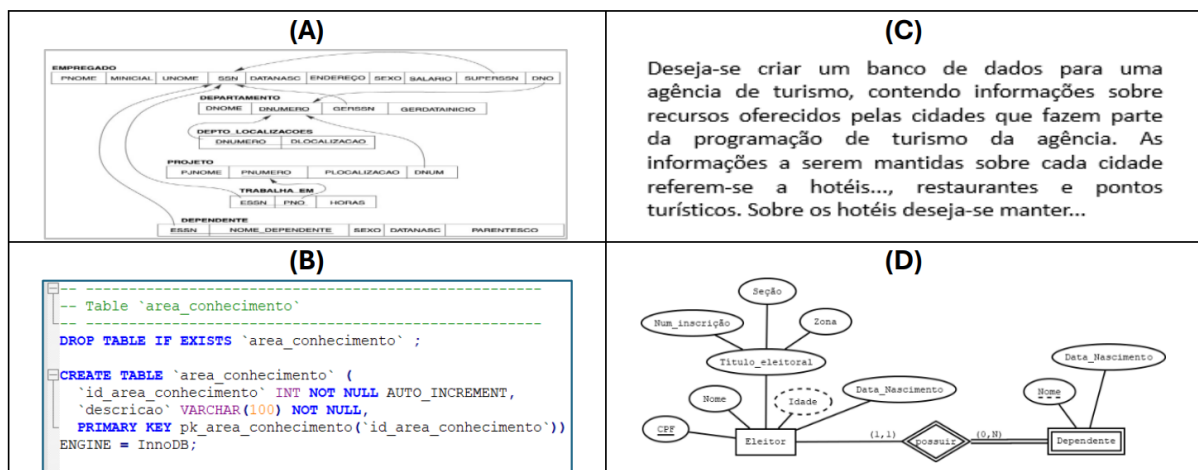 (A)
EMPREGADO
PNOME MINICIAL UNOME SSN DATANASC ENDEREÇO SEXO SALARIO SUPERSSN DNO
DEPARTAMENTO
DNOME DNUMERO GERSSN GERDATAINICIO
DEPTO_LOCALIZACOES
DNUMERO DLOCALIZACAO
PROJETO
PJNOME PNUMERO PLOCALIZACAO DNUM
TRABALHA_EM
ESSN PNO HORAS
DEPENDENTE
ESSN NOME_DEPENDENTE SEXO DATANASC PARENTESCO
(C)
Deseja-se criar um banco de dados para uma
agência de turismo, contendo informações sobre
recursos oferecidos pelas cidades que fazem parte
da programação de turismo da agência. As
informações a serem mantidas sobre cada cidade
referem-se a hotéis..., restaurantes e pontos
turísticos. Sobre os hotéis deseja-se manter...
(B)
-- -----------------------------------------------------
-- Table `area_conhecimento`
-- -----------------------------------------------------
DROP TABLE IF EXISTS `area_conhecimento` ;
CREATE TABLE `area_conhecimento` (
`id_area_conhecimento` INT NOT NULL AUTO_INCREMENT,
`descricao` VARCHAR(100) NOT NULL,
PRIMARY KEY pk_area_conhecimento(`id_area_conhecimento`))
ENGINE = InnoDB;
(D)
Seção
Num_inscrição Zona
Titulo_eleitoral Data_Nascimento
Nome Idade Data_Nascimento Nome
CPF Eleitor (1,1) possuir (0,N) Dependente